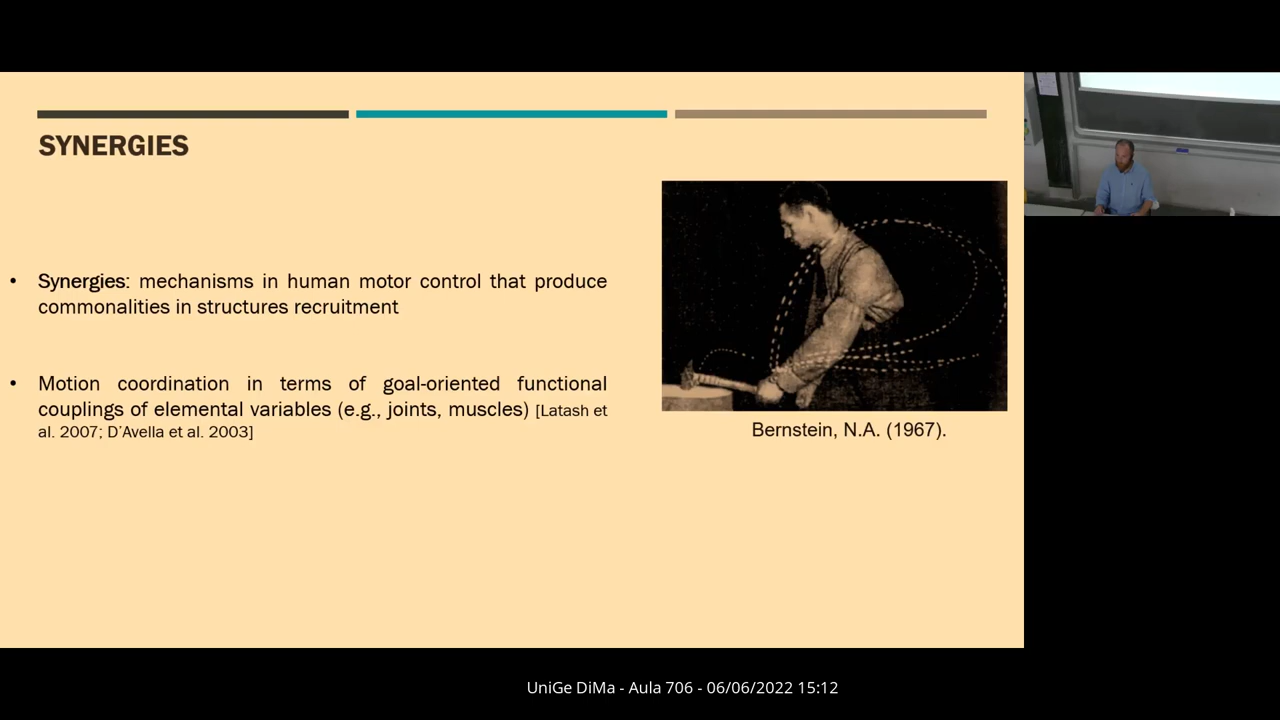 SYNERGIES
• Synergies: mechanisms in human motor control that produce
commonalities in structures recruitment
• Motion coordination in terms of goal-oriented functional
couplings of elemental variables (e.g., joints, muscles) [Latash et
al. 2007; D'Avella et al. 2003]
Bernstein, N.A. (1967).
UniGe DiMa - Aula 706 - 06/06/2022 15:12